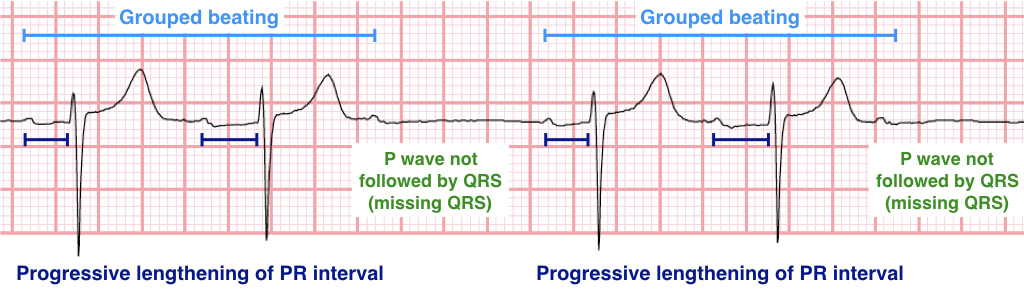 Grouped beating
Grouped beating
P wave not
followed by QRS
(missing QRS)
P wave not
followed by QRS
(missing QRS)
Progressive lengthening of PR interval
Progressive lengthening of PR interval